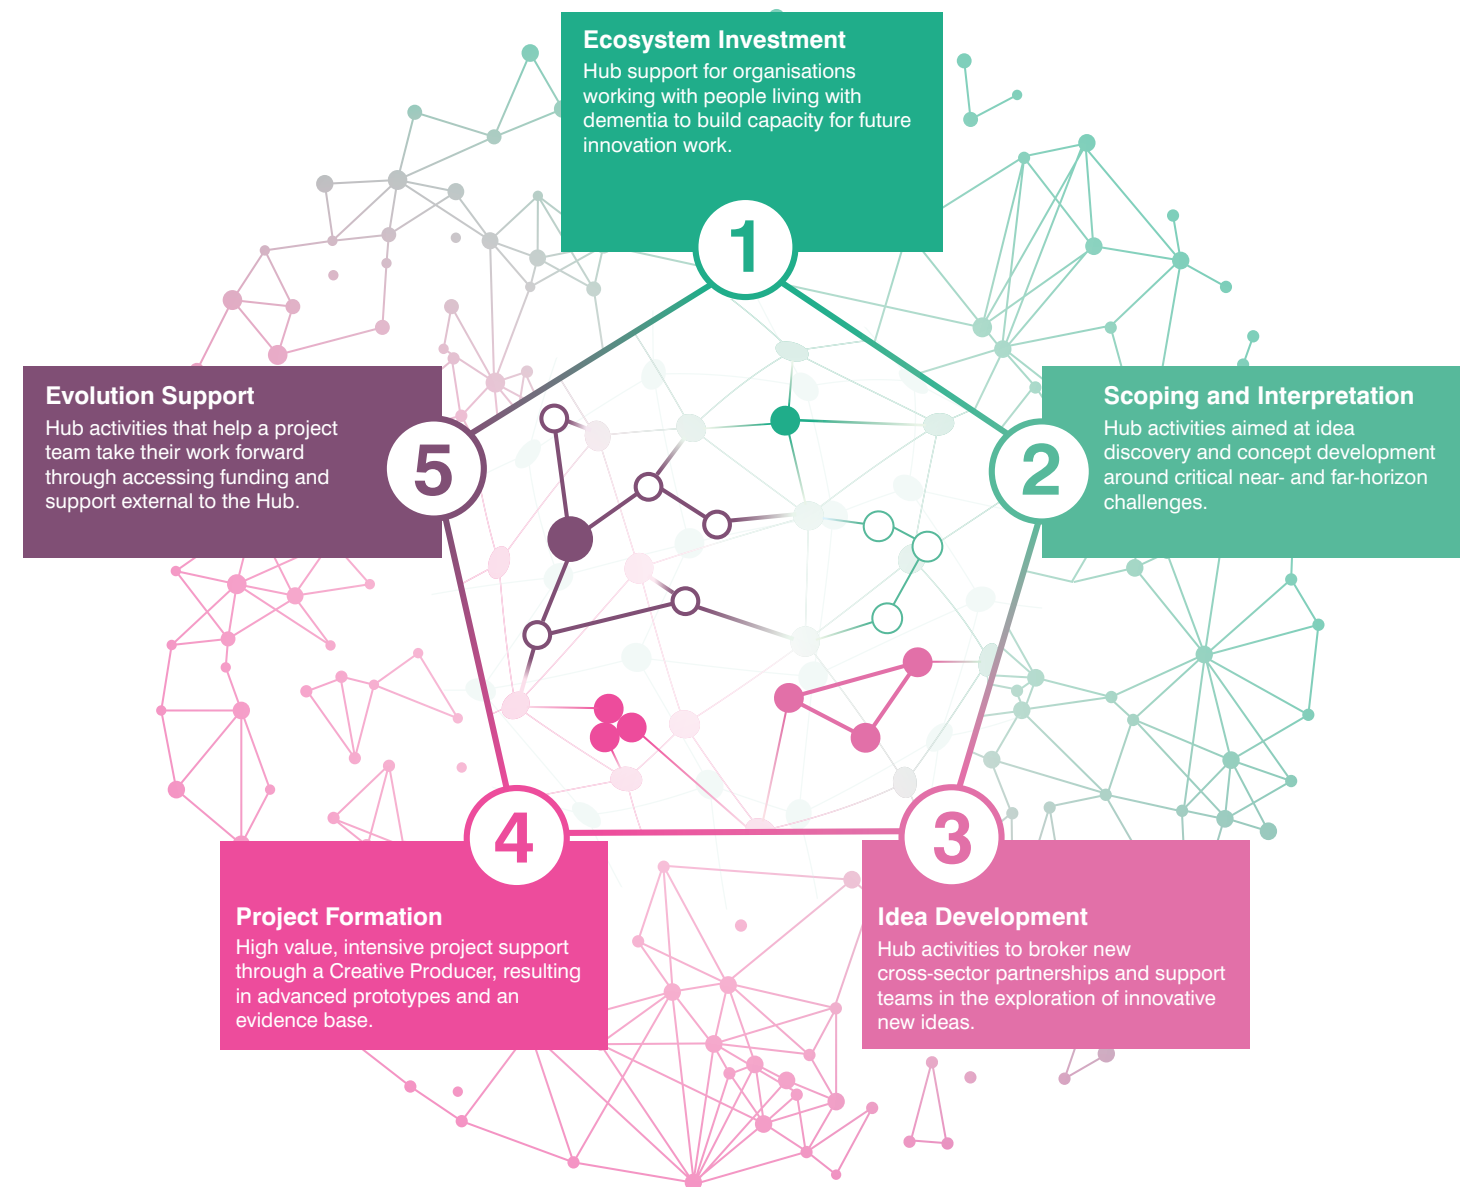 Ecosystem Investment
Hub support for organisations
working with people living with
dementia to build capacity for future
innovation work.
1
Scoping and Interpretation
Hub activities aimed at idea
discovery and concept development
around critical near- and far-horizon
challenges.
2
Idea Development
Hub activities to broker new
cross-sector partnerships and support
teams in the exploration of innovative
new ideas.
3
Project Formation
High value, intensive project support
through a Creative Producer, resulting
in advanced prototypes and an
evidence base.
4
Evolution Support
Hub activities that help a project
team take their work forward
through accessing funding and
support external to the Hub.
5